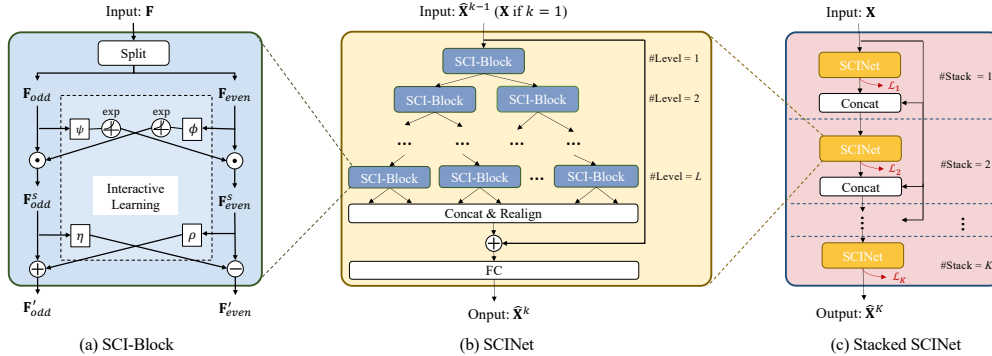 Input: F
Split
F_odd
F_even
exp
exp
ψ
ϕ
Interactive
Learning
F^s_odd
F^s_even
η
ρ
F′_odd
F′_even
(a) SCI-Block
Input: X̂^{k−1} (X if k = 1)
SCI-Block
#Level = 1
SCI-Block
SCI-Block
#Level = 2
... ... ... ...
SCI-Block
SCI-Block
...
SCI-Block
#Level = L
Concat & Realign
FC
Onput: X̂^k
(b) SCINet
Input: X
SCINet
#Stack = 1
ℒ_1
Concat
SCINet
#Stack = 2
ℒ_2
Concat
SCINet
#Stack = K
ℒ_K
Output: X̂^K
(c) Stacked SCINet